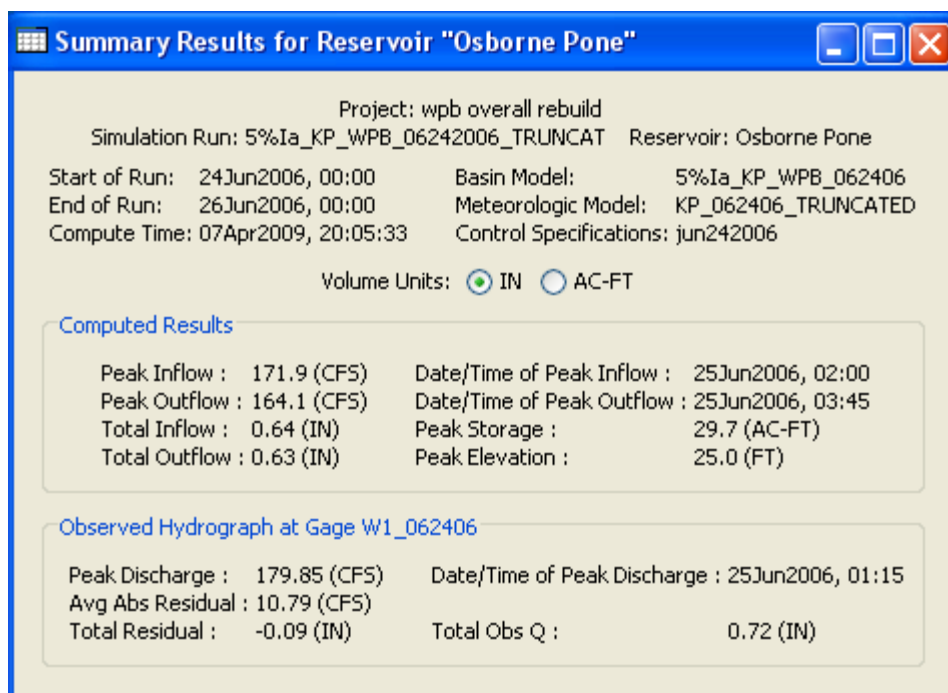 Summary Results for Reservoir "Osborne Pone"
Project: wpb overall rebuild
Simulation Run: 5%Ia_KP_WPB_06242006_TRUNCAT Reservoir: Osborne Pone
Start of Run: 24Jun2006, 00:00 Basin Model: 5%Ia_KP_WPB_062406
End of Run: 26Jun2006, 00:00 Meteorologic Model: KP_062406_TRUNCATED
Compute Time: 07Apr2009, 20:05:33 Control Specifications: jun242006
Volume Units: IN AC-FT
Computed Results
Peak Inflow : 171.9 (CFS) Date/Time of Peak Inflow : 25Jun2006, 02:00
Peak Outflow : 164.1 (CFS) Date/Time of Peak Outflow : 25Jun2006, 03:45
Total Inflow : 0.64 (IN) Peak Storage : 29.7 (AC-FT)
Total Outflow : 0.63 (IN) Peak Elevation : 25.0 (FT)
Observed Hydrograph at Gage W1_062406
Peak Discharge : 179.85 (CFS) Date/Time of Peak Discharge : 25Jun2006, 01:15
Avg Abs Residual : 10.79 (CFS)
Total Residual : -0.09 (IN) Total Obs Q : 0.72 (IN)